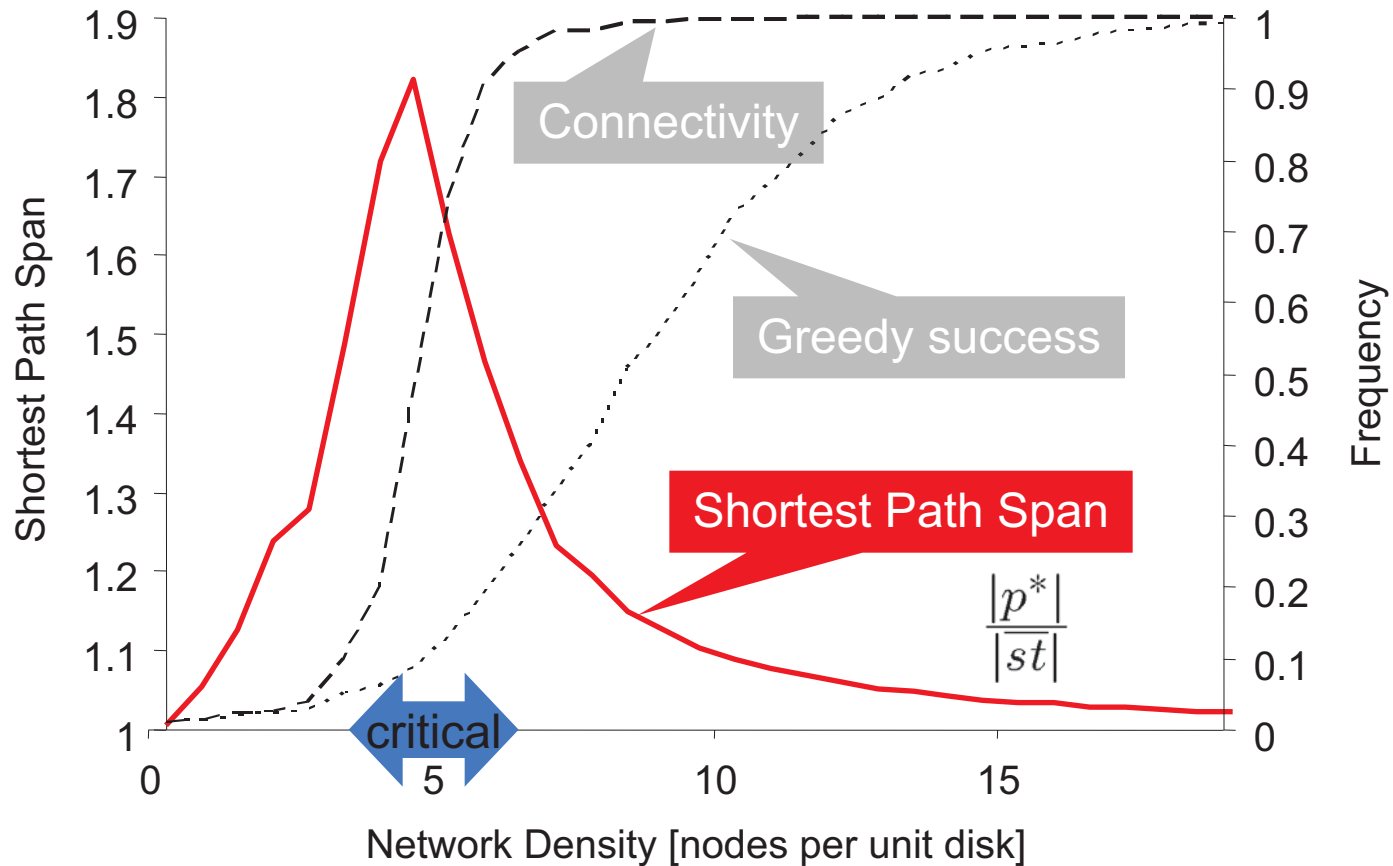 1.9
1.8
1.7
1.6
1.5
1.4
1.3
1.2
1.1
1
Shortest Path Span
1
0.9
0.8
0.7
0.6
0.5
0.4
0.3
0.2
0.1
0
Frequency
Connectivity
Greedy success
Shortest Path Span
|p*|
|st|
critical
0
5
10
15
Network Density [nodes per unit disk]